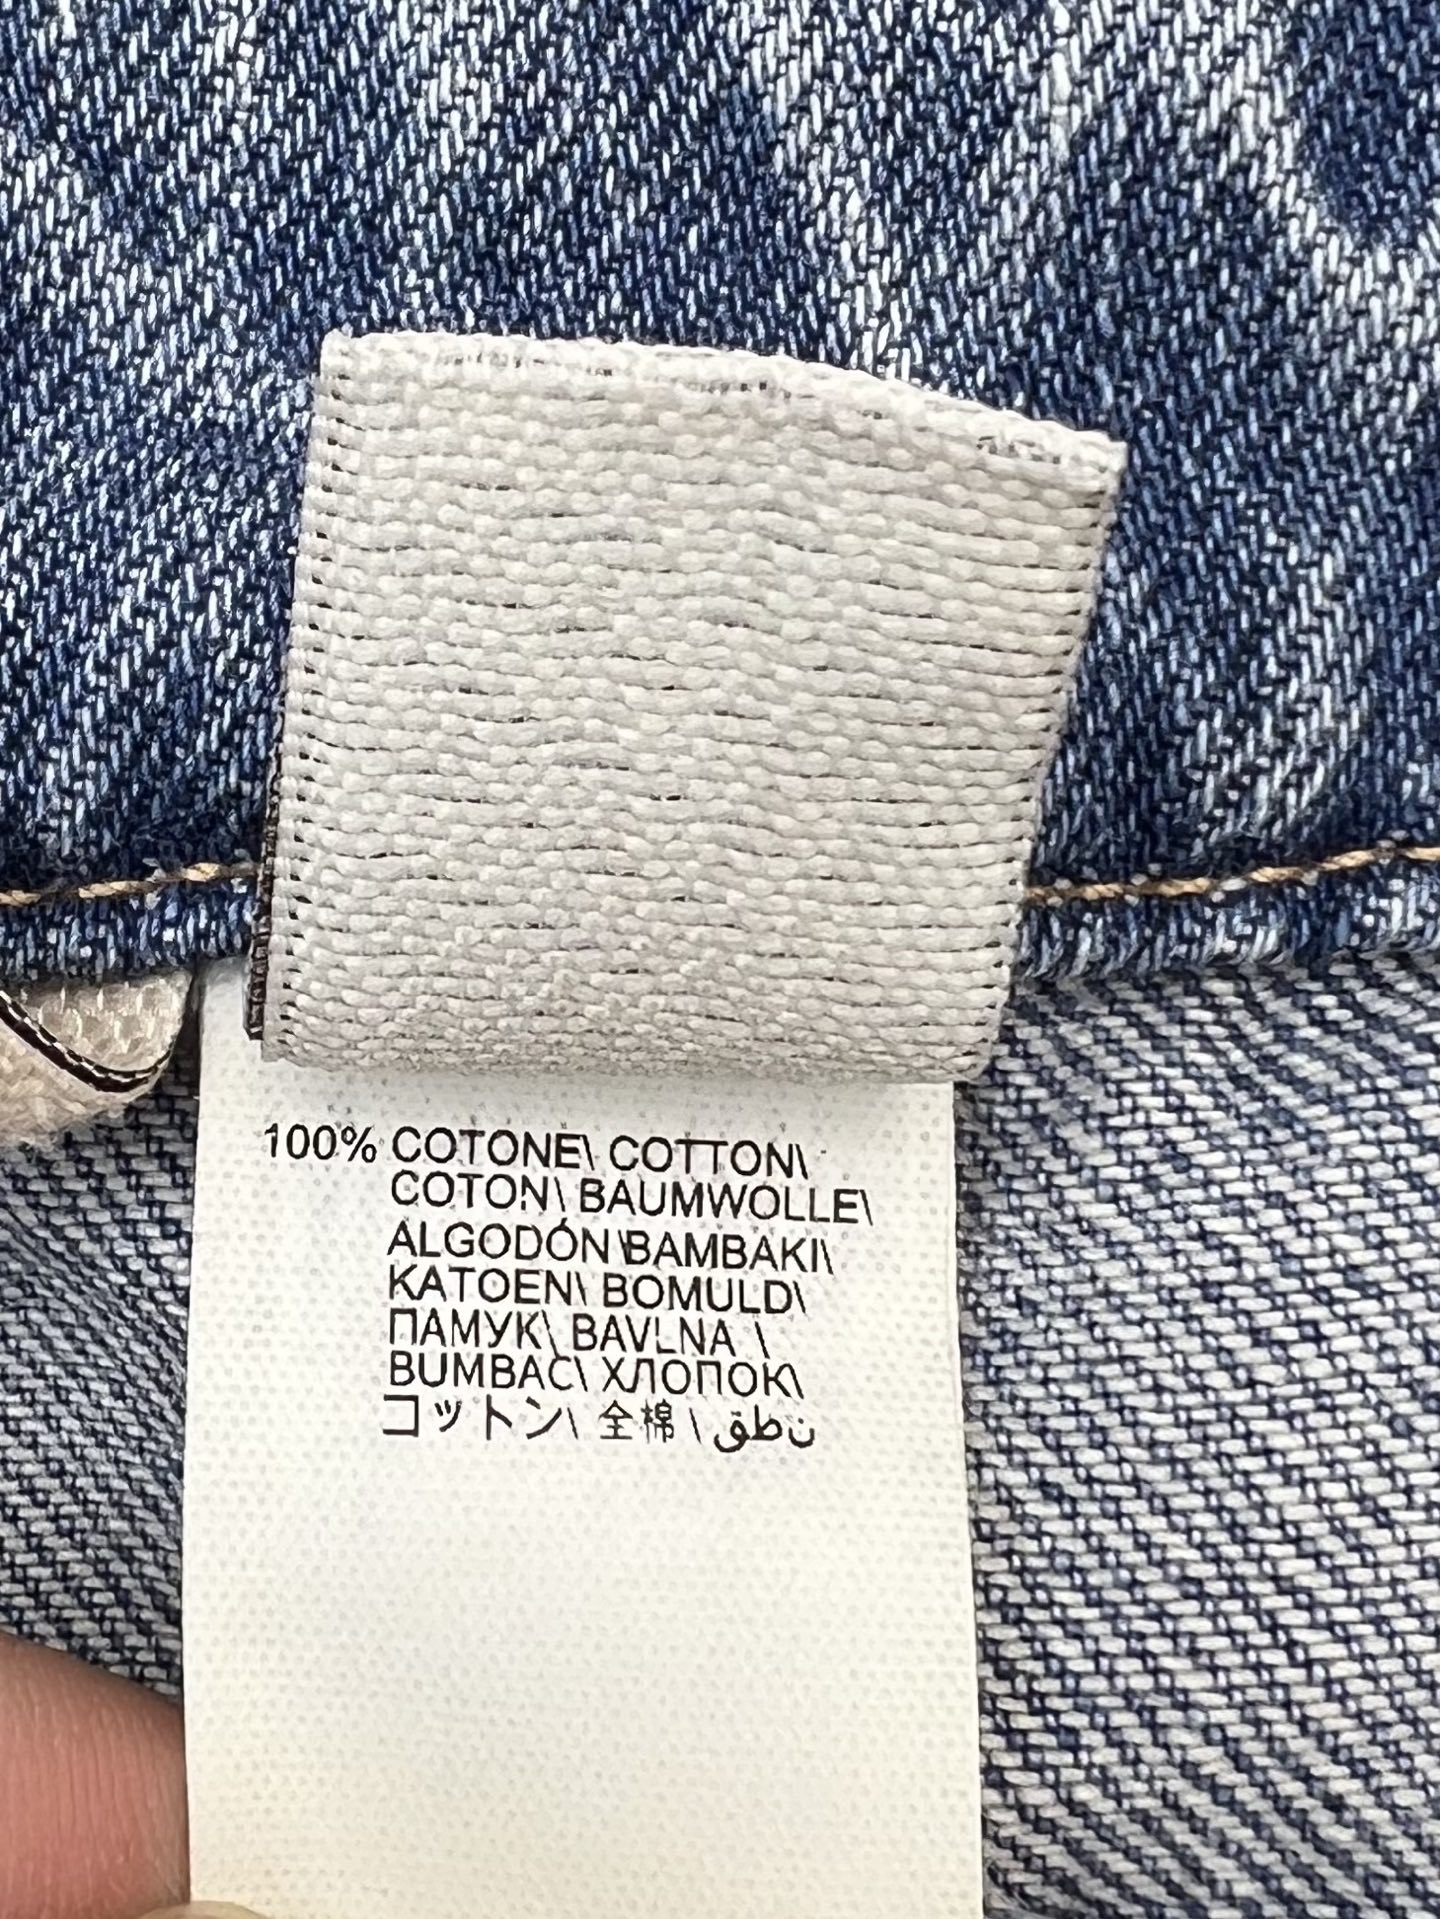 100% COTONE\ COTTON\
COTON\ BAUMWOLLE\
ALGODÓN\BAMBAKI\
KATOEN\ BOMULD\
ПАМУК\ BAVLNA \
BUMBAC\ ХЛОПОК\
コットン\ 全棉 \ نطق